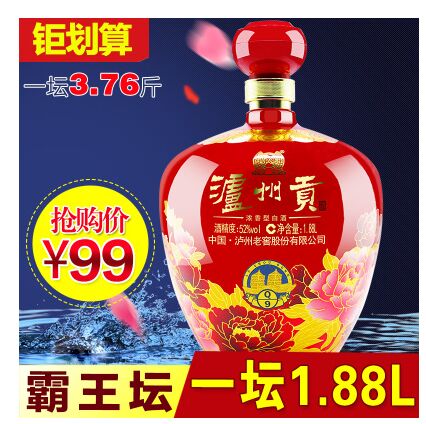 钜划算
一坛3.76斤
泸州贡
浓香型白酒
酒精度:52%vol 净含量:1.88L
中国·泸州老窖股份有限公司
抢购价
¥99
霸王坛
一坛1.88L